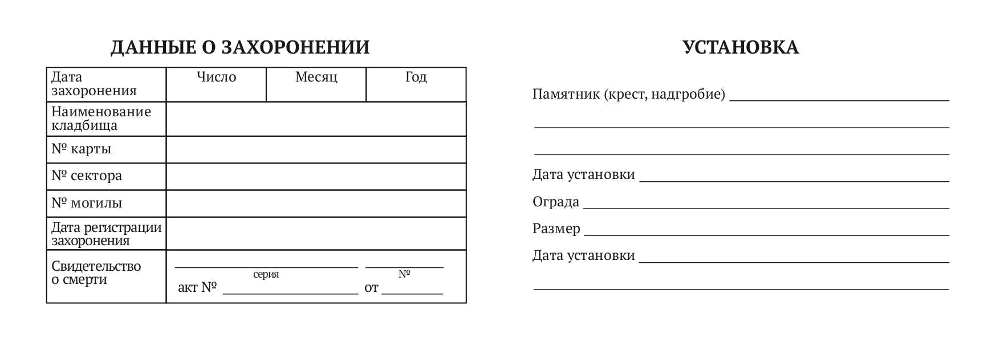 ДАННЫЕ О ЗАХОРОНЕНИИ
Дата
захоронения
Число
Месяц
Год
Наименование
кладбища
№ карты
№ сектора
№ могилы
Дата регистрации
захоронения
Свидетельство
о смерти
серия
№
акт №
от
УСТАНОВКА
Памятник (крест, надгробие)
Дата установки
Ограда
Размер
Дата установки